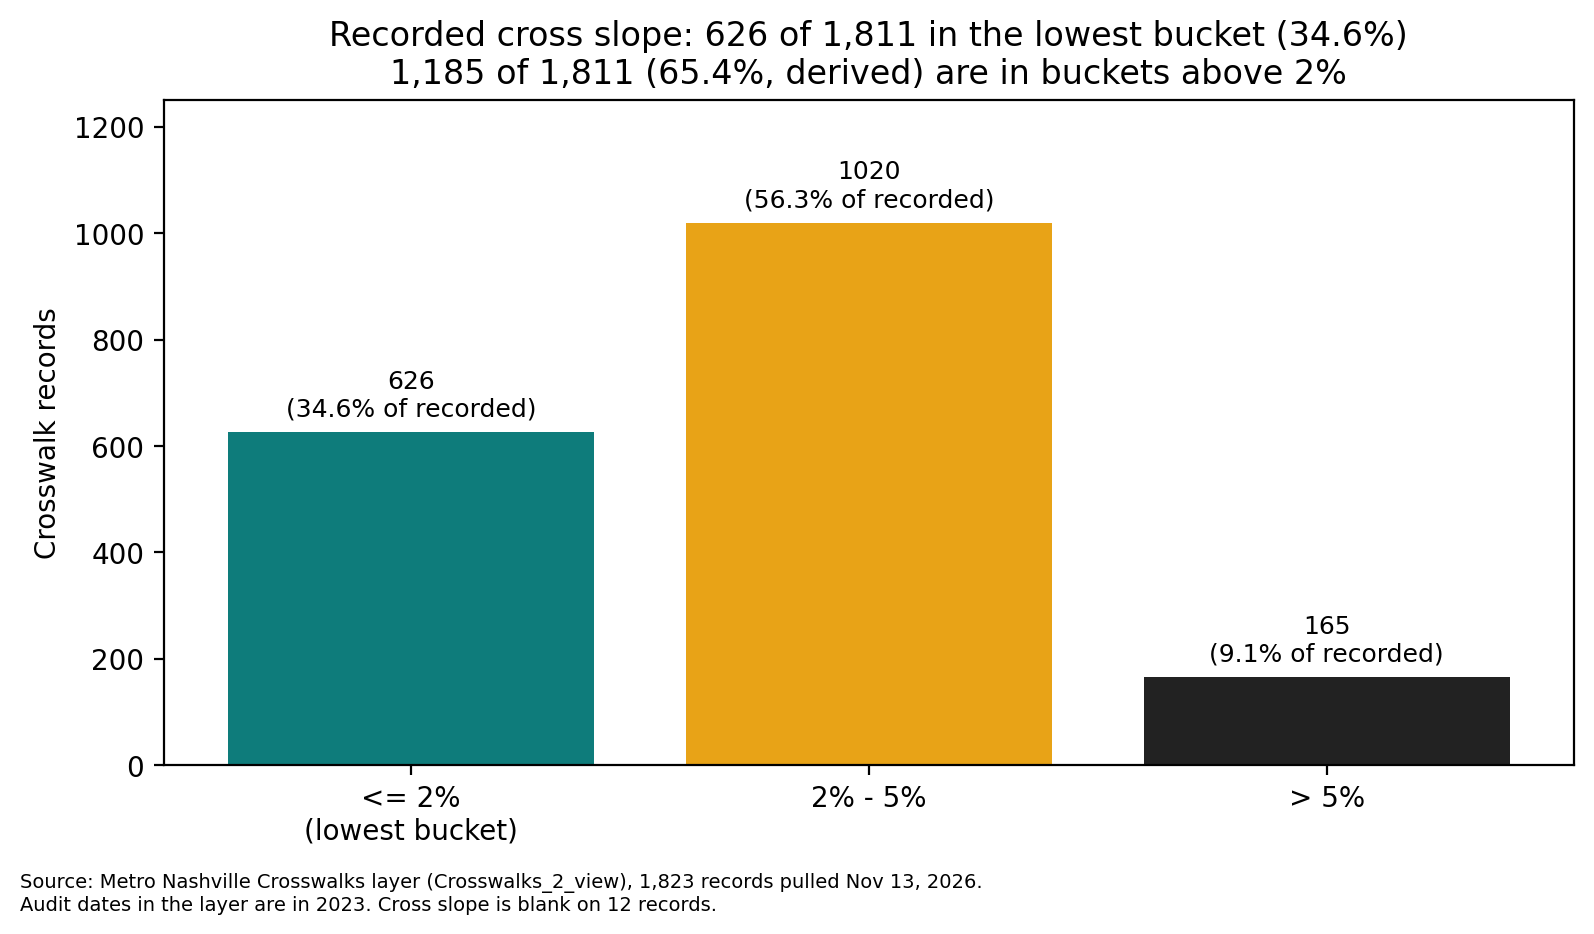 Recorded cross slope: 626 of 1,811 in the lowest bucket (34.6%)
1,185 of 1,811 (65.4%, derived) are in buckets above 2%
Crosswalk records
1200
1000
800
600
400
200
0
626
(34.6% of recorded)
1020
(56.3% of recorded)
165
(9.1% of recorded)
<= 2%
(lowest bucket)
2% - 5%
> 5%
Source: Metro Nashville Crosswalks layer (Crosswalks_2_view), 1,823 records pulled Nov 13, 2026.
Audit dates in the layer are in 2023. Cross slope is blank on 12 records.